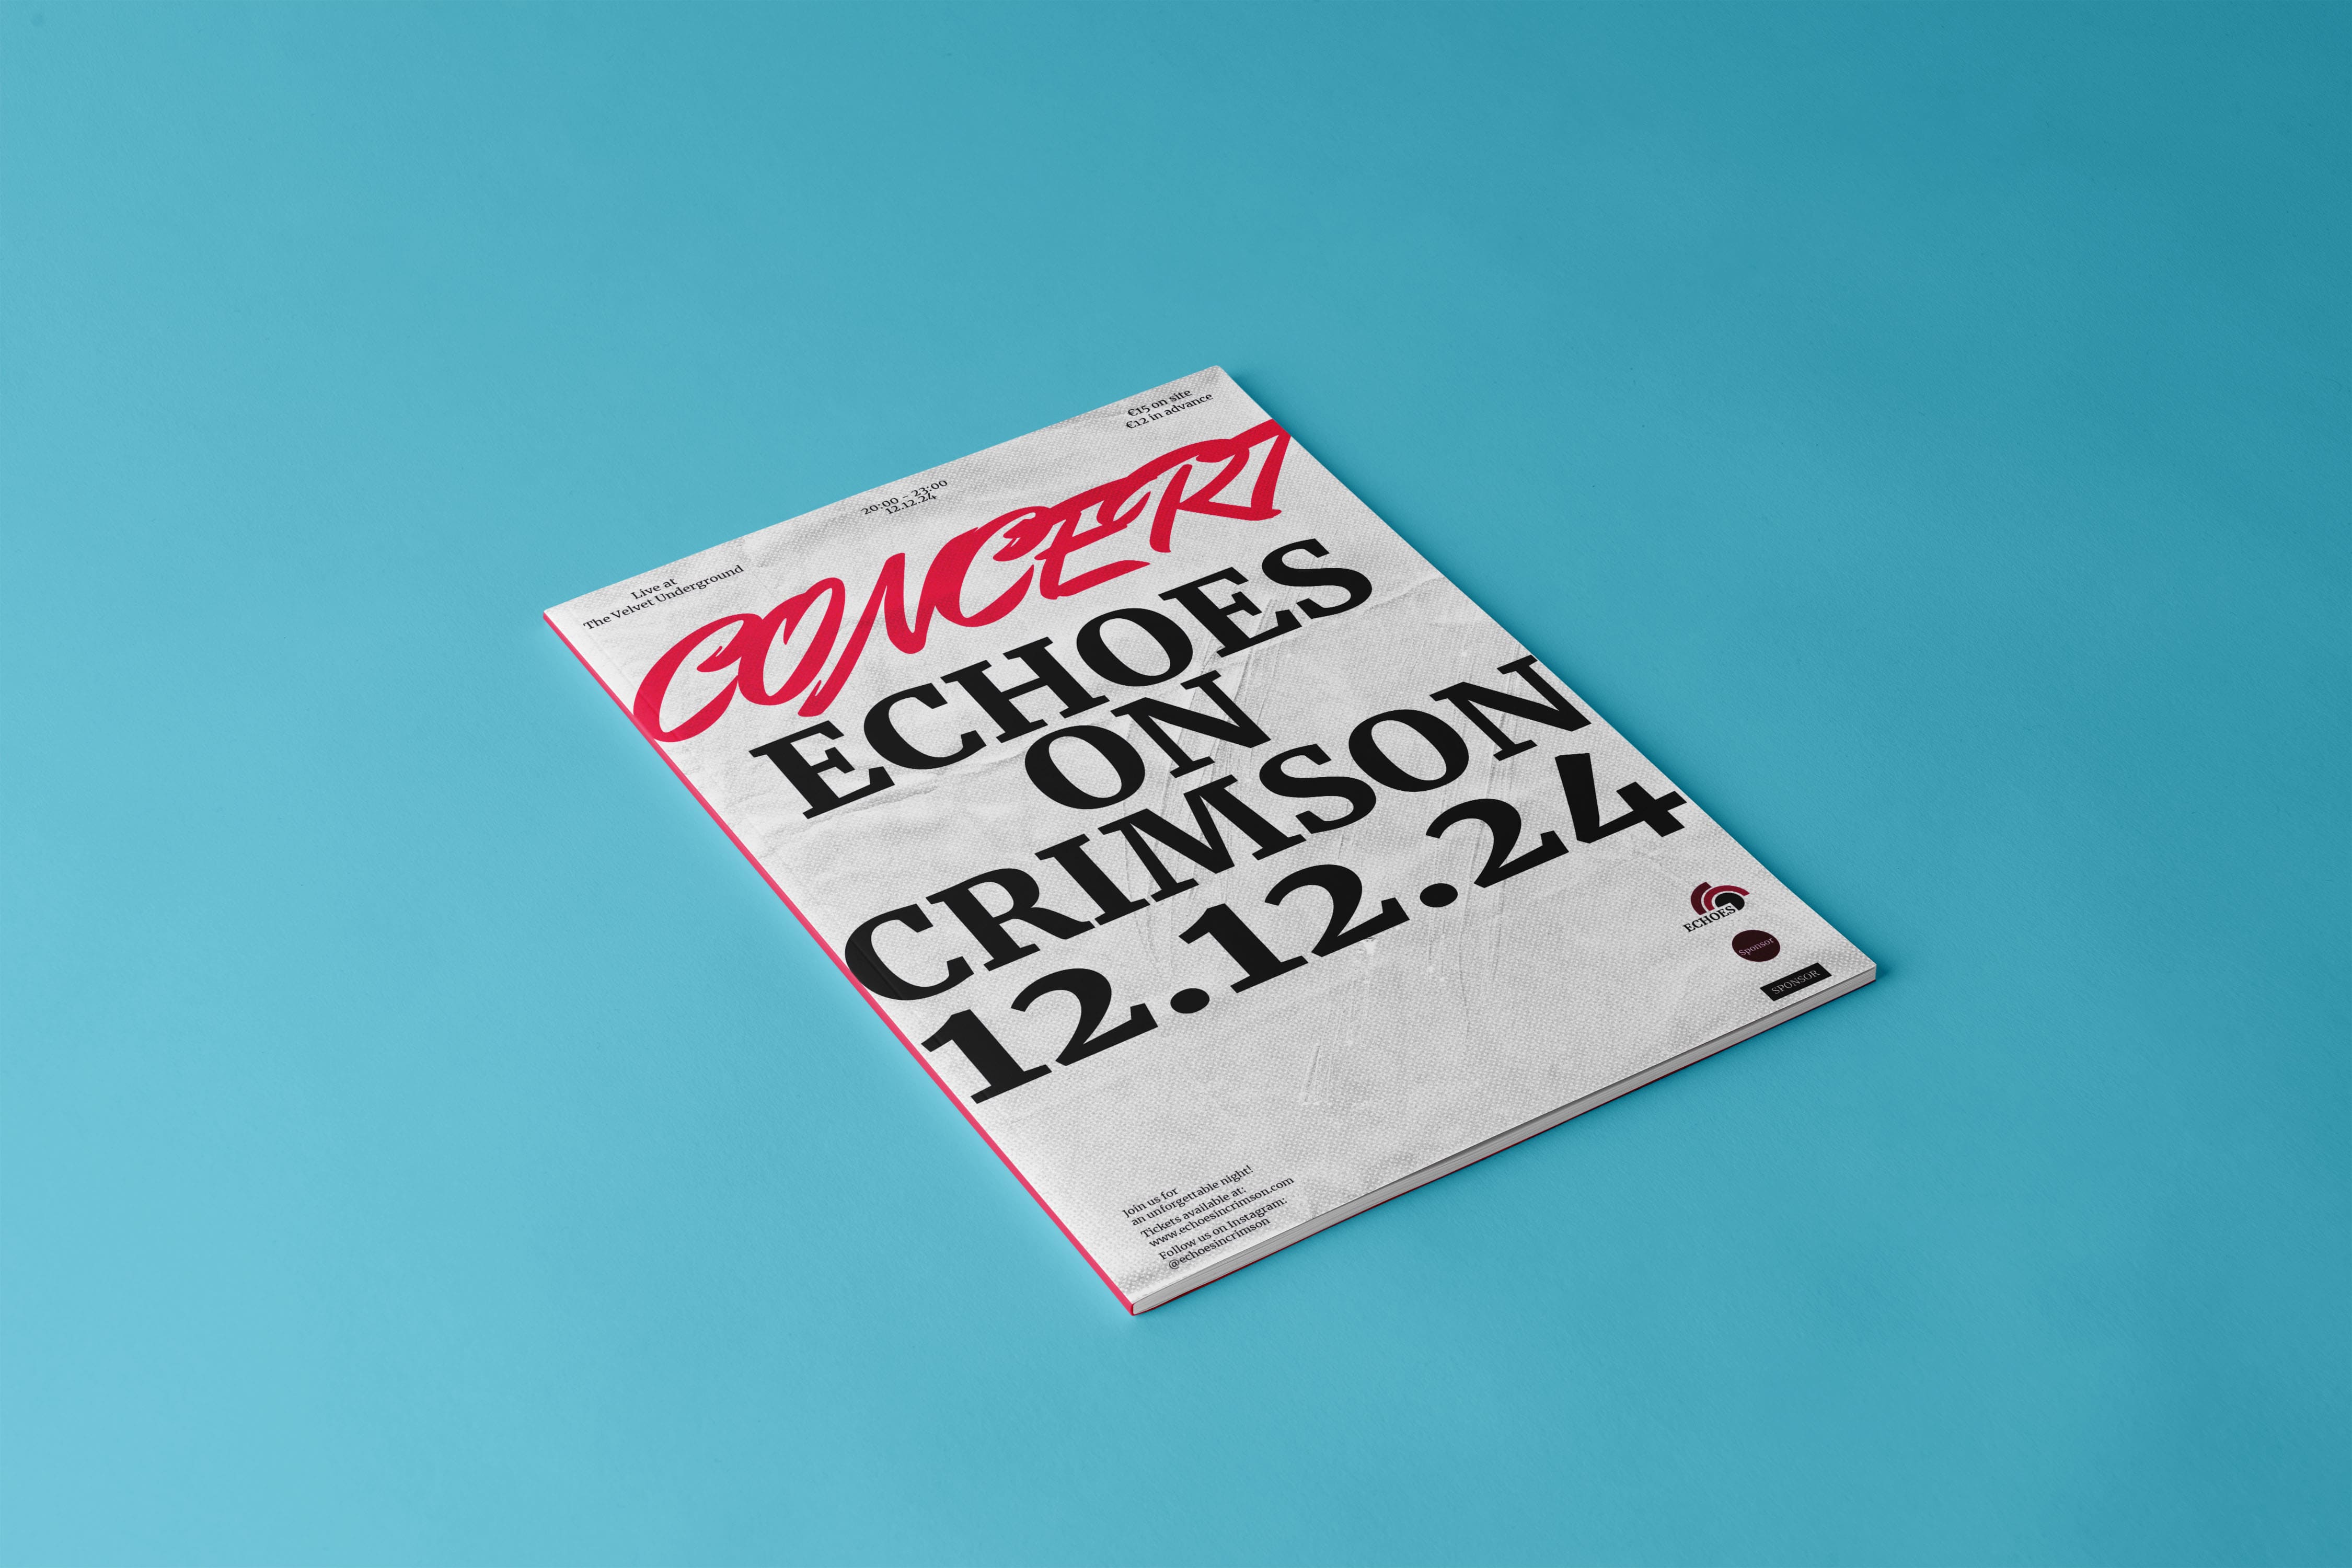 Live at
The Velvet Underground
20:00 - 23:00
12.12.24
€15 on site
€12 in advance
CONCERT
ECHOES
ON
CRIMSON
12.12.24
ECHOES
Sponsor
SPONSOR
Join us for
an unforgettable night!
Tickets available at:
www.echoesincrimson.com
Follow us on Instagram:
@echoesincrimson